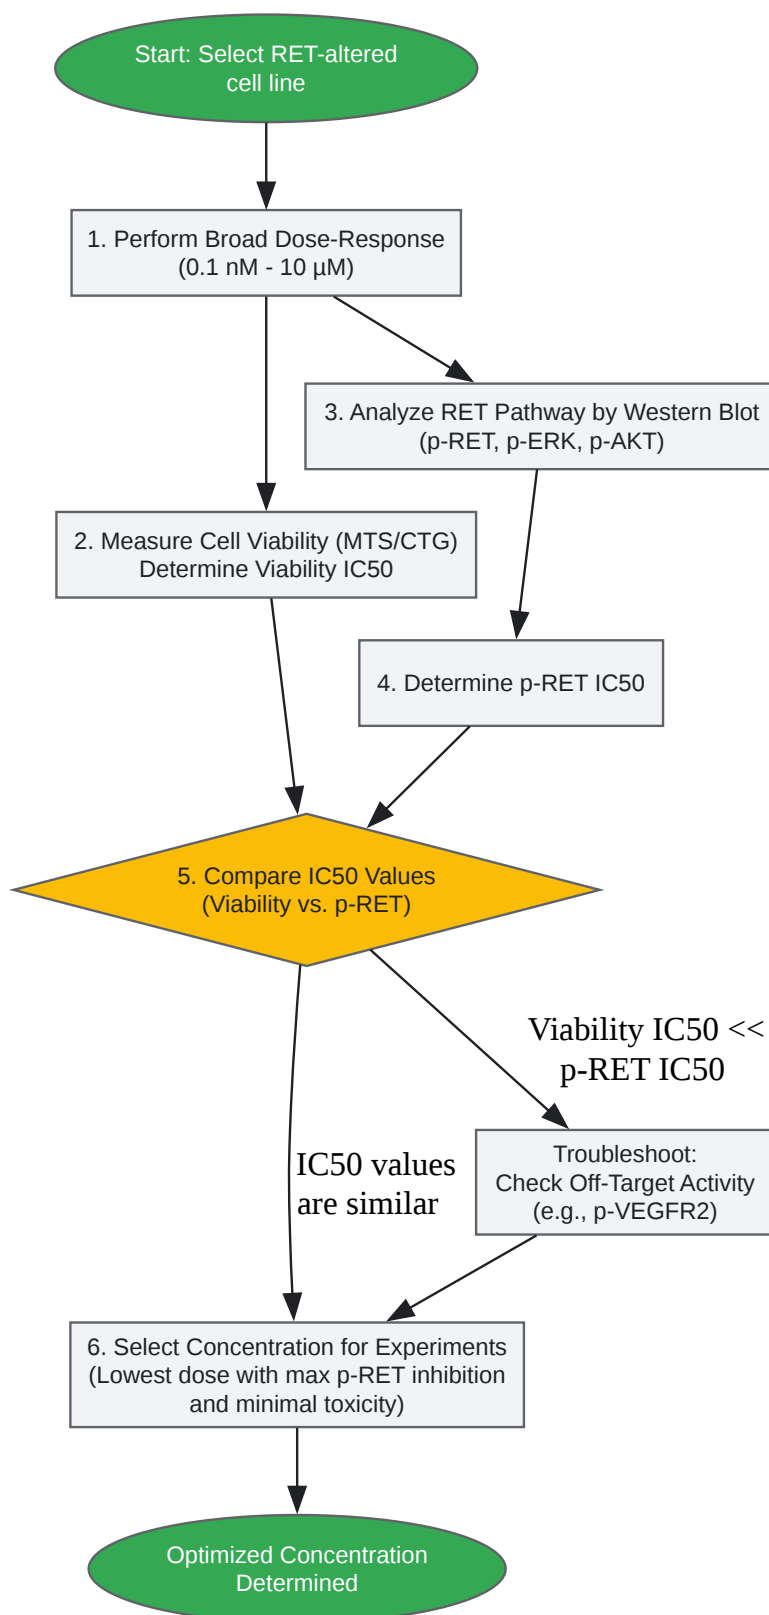 Start: Select RET-altered
cell line
1. Perform Broad Dose-Response
(0.1 nM - 10 µM)
3. Analyze RET Pathway by Western Blot
(p-RET, p-ERK, p-AKT)
2. Measure Cell Viability (MTS/CTG)
Determine Viability IC50
4. Determine p-RET IC50
5. Compare IC50 Values
(Viability vs. p-RET)
Viability IC50 <<
p-RET IC50
IC50 values
are similar
Troubleshoot:
Check Off-Target Activity
(e.g., p-VEGFR2)
6. Select Concentration for Experiments
(Lowest dose with max p-RET inhibition
and minimal toxicity)
Optimized Concentration
Determined